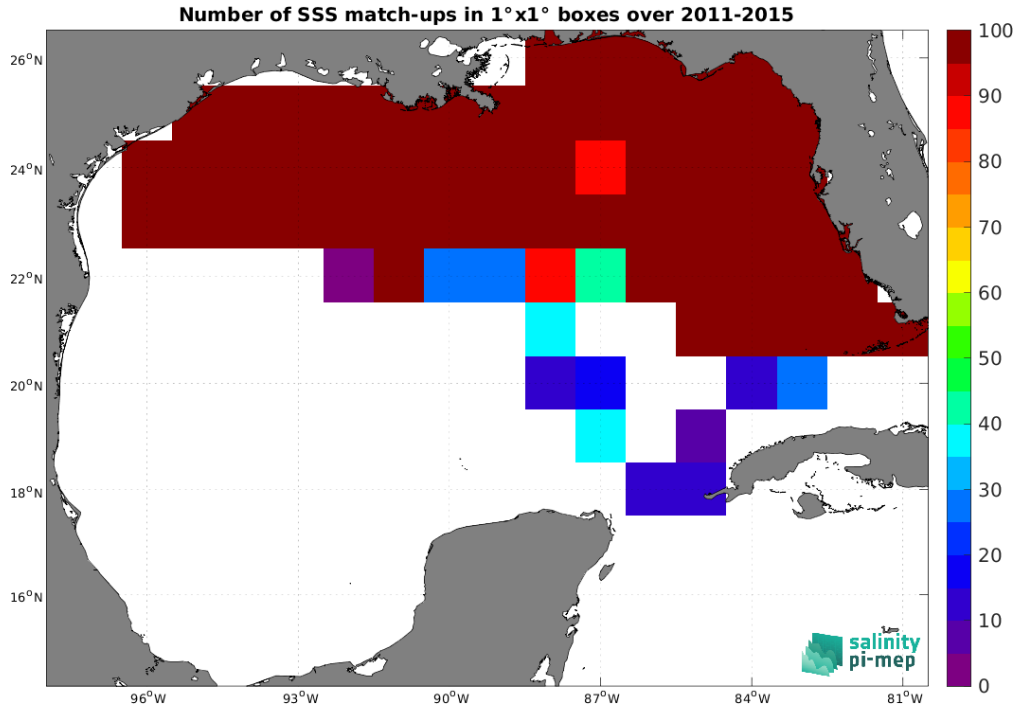 Number of SSS match-ups in 1°x1° boxes over 2011-2015
26°N
24°N
22°N
20°N
18°N
16°N
96°W
93°W
90°W
87°W
84°W
81°W
100
90
80
70
60
50
40
30
20
10
0
salinity
pi-mep